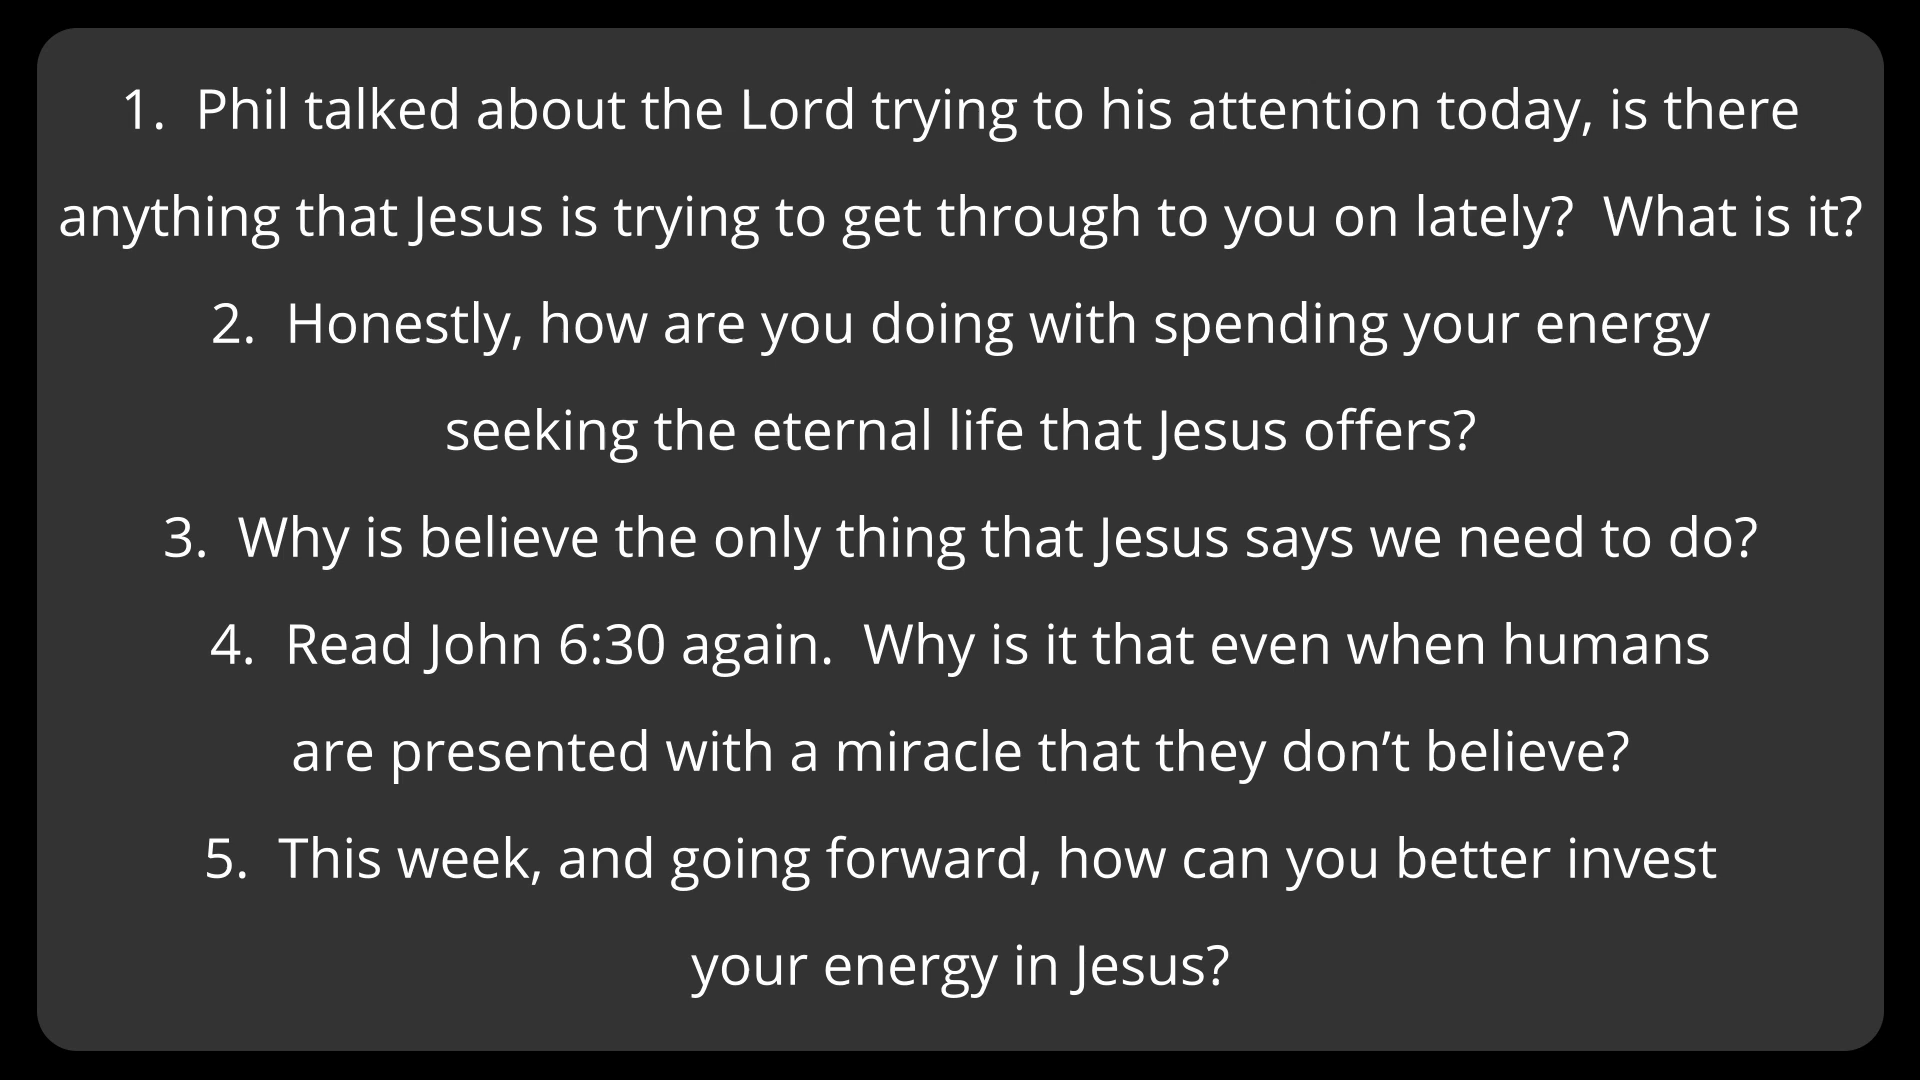 1.  Phil talked about the Lord trying to his attention today, is there
anything that Jesus is trying to get through to you on lately?  What is it?
2.  Honestly, how are you doing with spending your energy
seeking the eternal life that Jesus offers?
3.  Why is believe the only thing that Jesus says we need to do?
4.  Read John 6:30 again.  Why is it that even when humans
are presented with a miracle that they don’t believe?
5.  This week, and going forward, how can you better invest
your energy in Jesus?